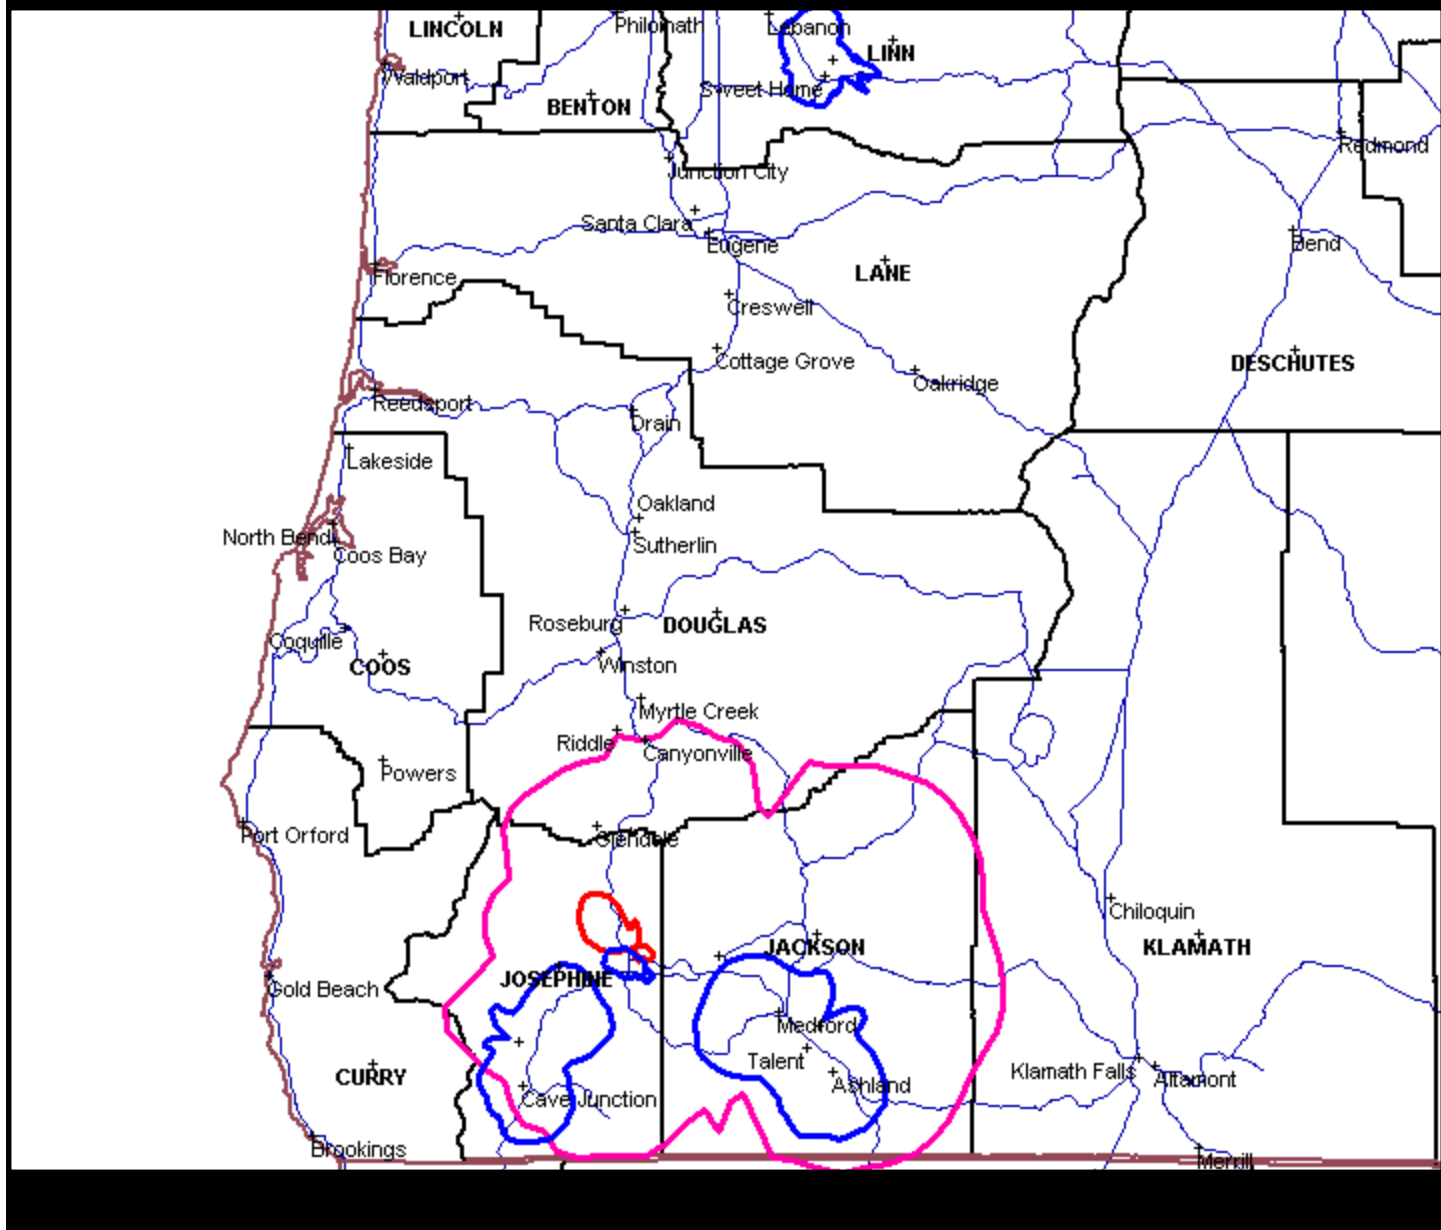 LINCOLN
Philomath
Lebanon
LINN
Waldport
Sweet Home
BENTON
Redmond
Junction City
Santa Clara
Eugene
Bend
Florence
LANE
Creswell
Cottage Grove
DESCHUTES
Oakridge
Reedsport
Drain
Lakeside
Oakland
North Bend
Sutherlin
Coos Bay
Roseburg
DOUGLAS
Coquille
COOS
Winston
Myrtle Creek
Riddle
Canyonville
Powers
Port Orford
Glendale
Chiloquin
JACKSON
KLAMATH
JOSEPHINE
Gold Beach
Medford
Talent
Klamath Falls
CURRY
Altamont
Ashland
Cave Junction
Brookings
Merrill